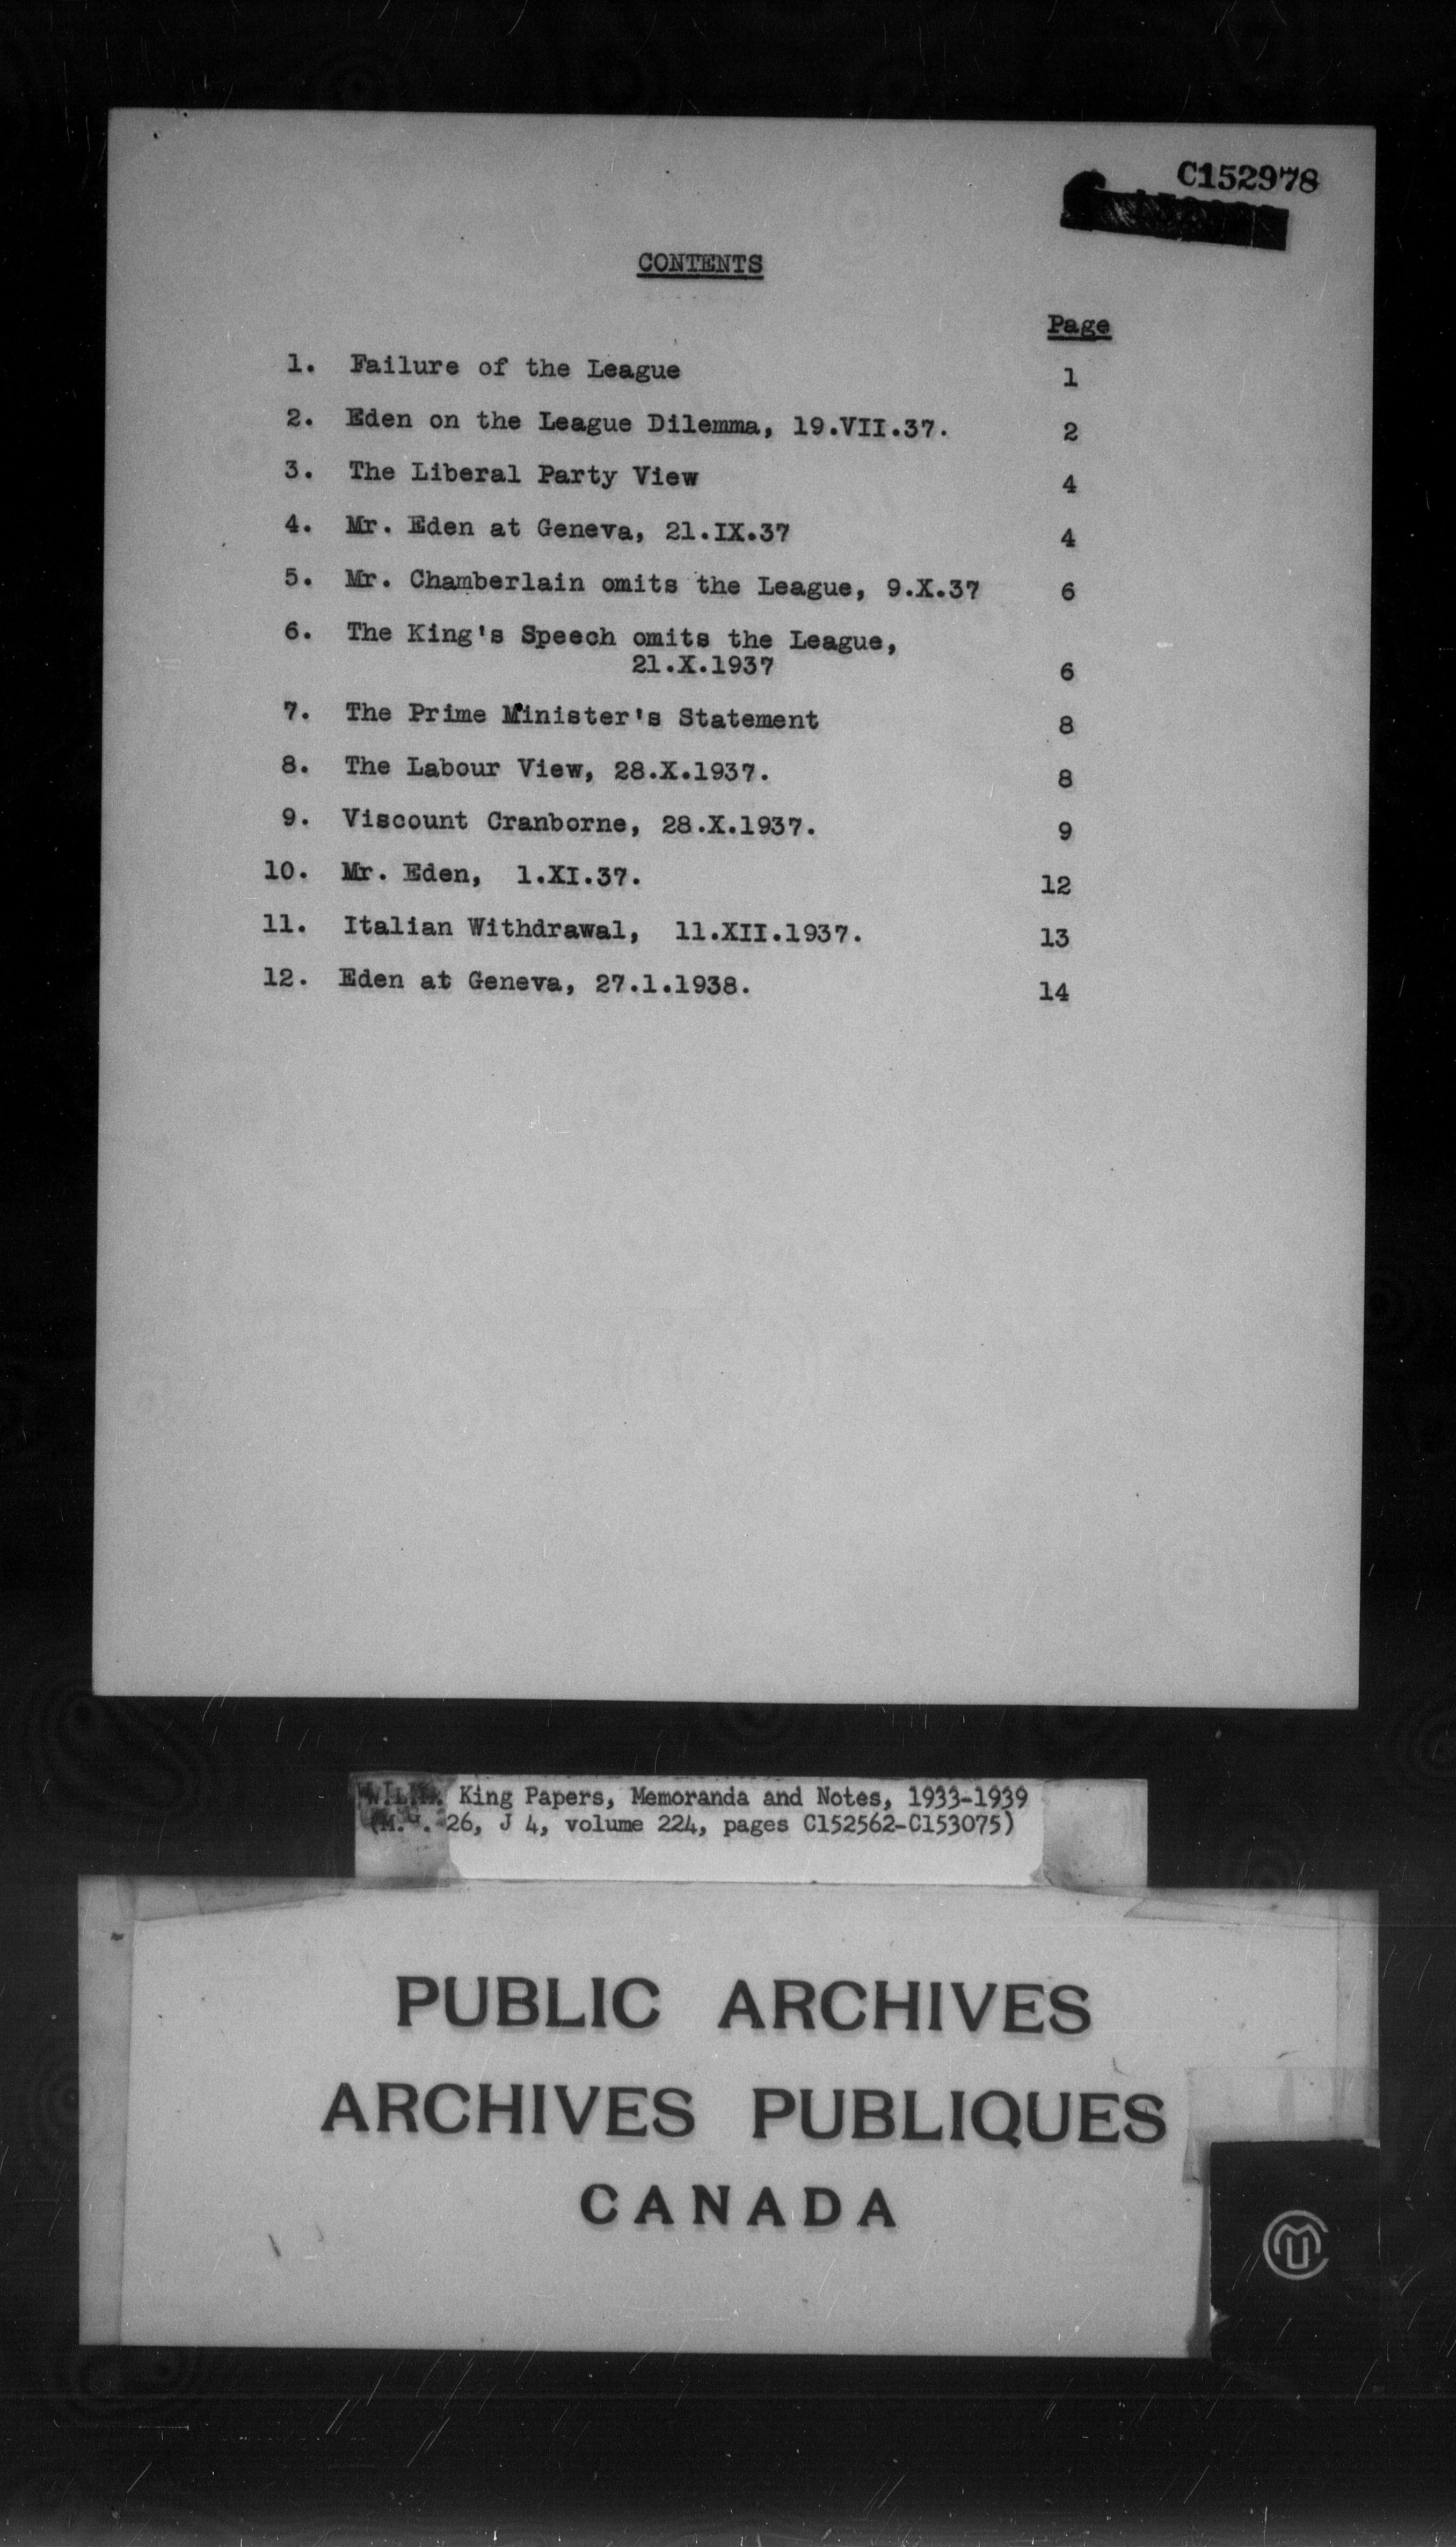 C152978
CONTENTS
Page
1. Failure of the League 1
2. Eden on the League Dilemma, 19.VII.37. 2
3. The Liberal Party View 4
4. Mr. Eden at Geneva, 21.IX.37 4
5. Mr. Chamberlain omits the League, 9.X.37 6
6. The King's Speech omits the League,
21.X.1937 6
7. The Prime Minister's Statement 8
8. The Labour View, 28.X.1937. 8
9. Viscount Cranborne, 28.X.1937. 9
10. Mr. Eden, 1.XI.37. 12
11. Italian Withdrawal, 11.XII.1937. 13
12. Eden at Geneva, 27.1.1938. 14
W.L.M. King Papers, Memoranda and Notes, 1933-1939
(M.G. 26, J 4, volume 224, pages C152562-C153075)
PUBLIC ARCHIVES
ARCHIVES PUBLIQUES
CANADA